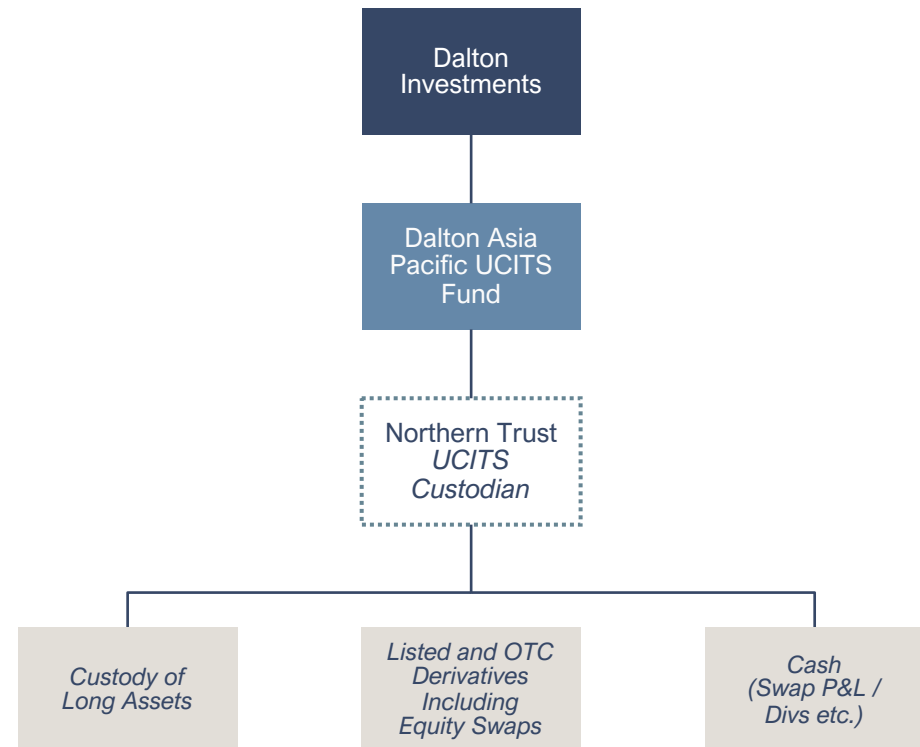 Dalton
Investments
Dalton Asia
Pacific UCITS
Fund
Northern Trust
UCITS
Custodian
Custody of
Long Assets
Listed and OTC
Derivatives
Including
Equity Swaps
Cash
(Swap P&L /
Divs etc.)